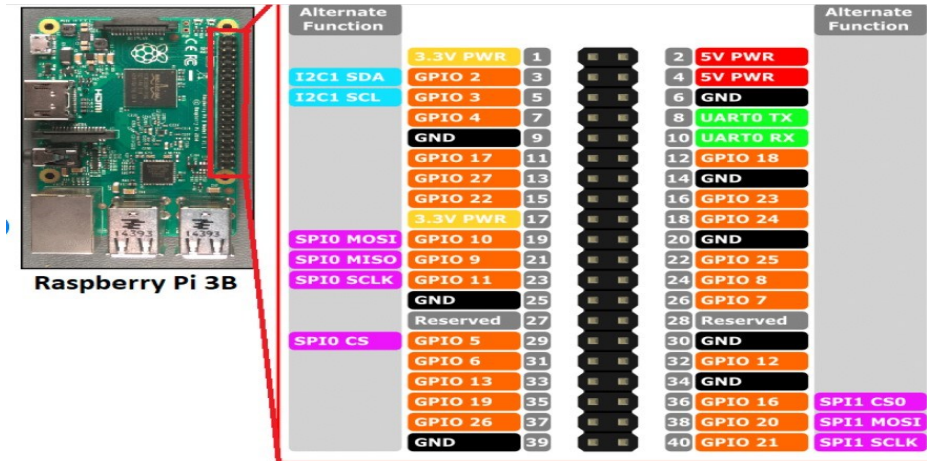 Alternate Function Alternate Function
3.3V PWR 1 2 5V PWR
I2C1 SDA GPIO 2 3 4 5V PWR
I2C1 SCL GPIO 3 5 6 GND
GPIO 4 7 8 UART0 TX
GND 9 10 UART0 RX
GPIO 17 11 12 GPIO 18
GPIO 27 13 14 GND
GPIO 22 15 16 GPIO 23
3.3V PWR 17 18 GPIO 24
SPI0 MOSI GPIO 10 19 20 GND
SPI0 MISO GPIO 9 21 22 GPIO 25
SPI0 SCLK GPIO 11 23 24 GPIO 8
GND 25 26 GPIO 7
Reserved 27 28 Reserved
SPI0 CS GPIO 5 29 30 GND
GPIO 6 31 32 GPIO 12
GPIO 13 33 34 GND
GPIO 19 35 36 GPIO 16 SPI1 CS0
GPIO 26 37 38 GPIO 20 SPI1 MOSI
GND 39 40 GPIO 21 SPI1 SCLK
HDMI
CE
14393 14393
Raspberry Pi 3B